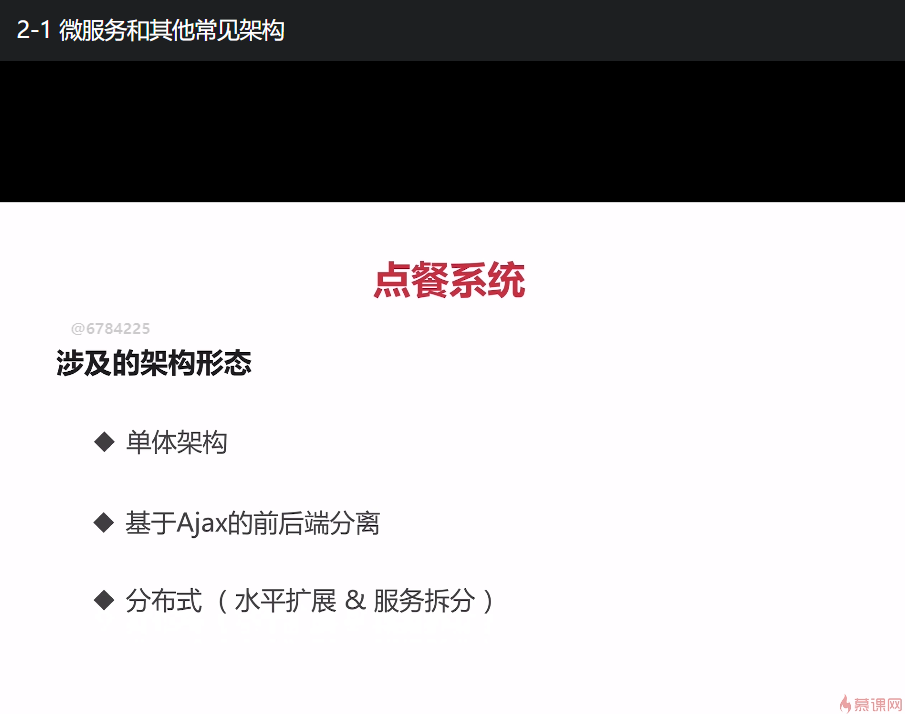 2-1 微服务和其他常见架构
点餐系统
@6784225
涉及的架构形态
◆ 单体架构
◆ 基于Ajax的前后端分离
◆ 分布式（水平扩展 & 服务拆分）
慕课网